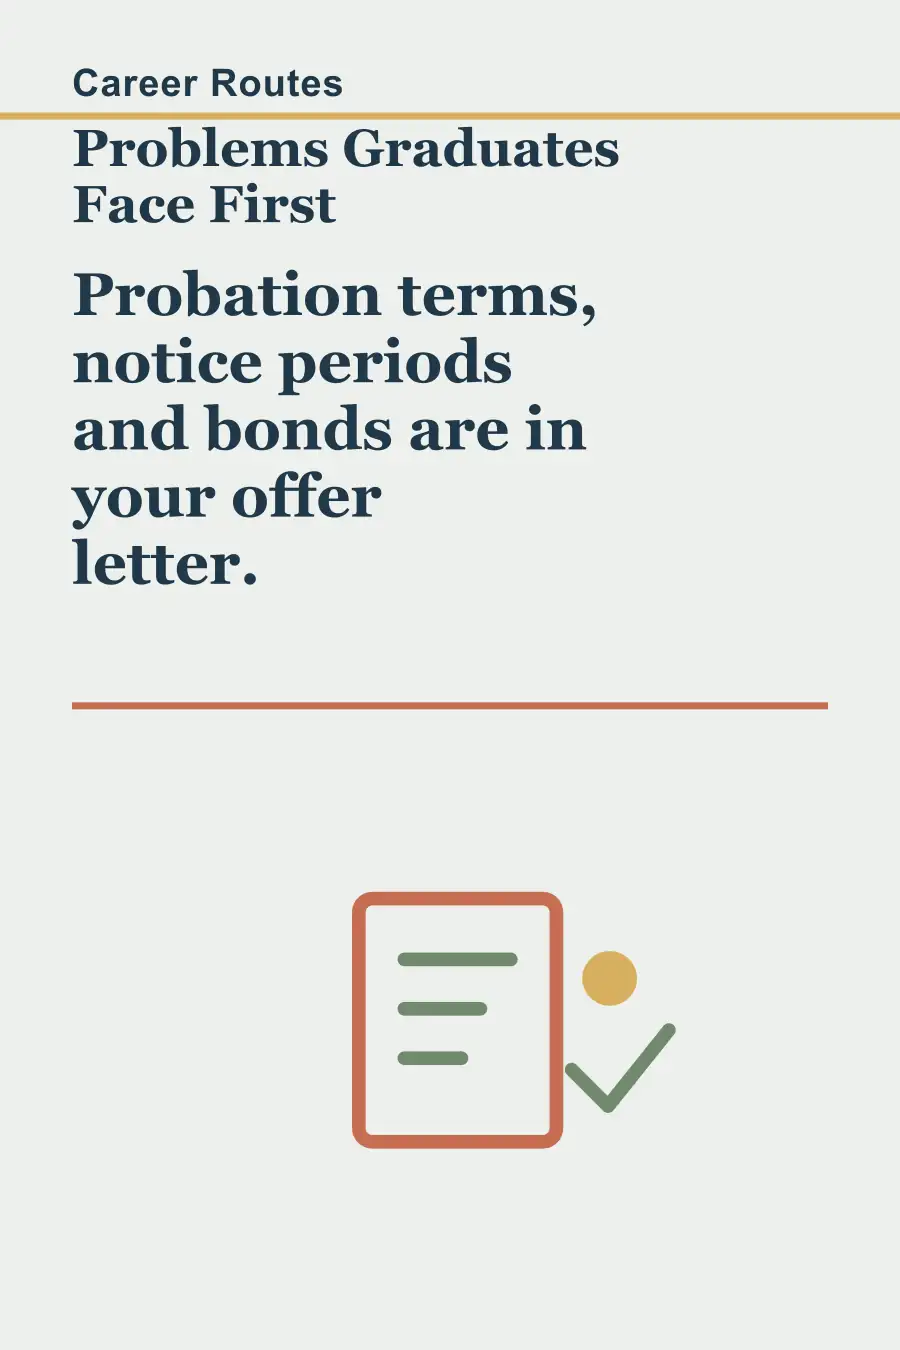 Career Routes
Problems Graduates
Face First
Probation terms,
notice periods
and bonds are in
your offer
letter.